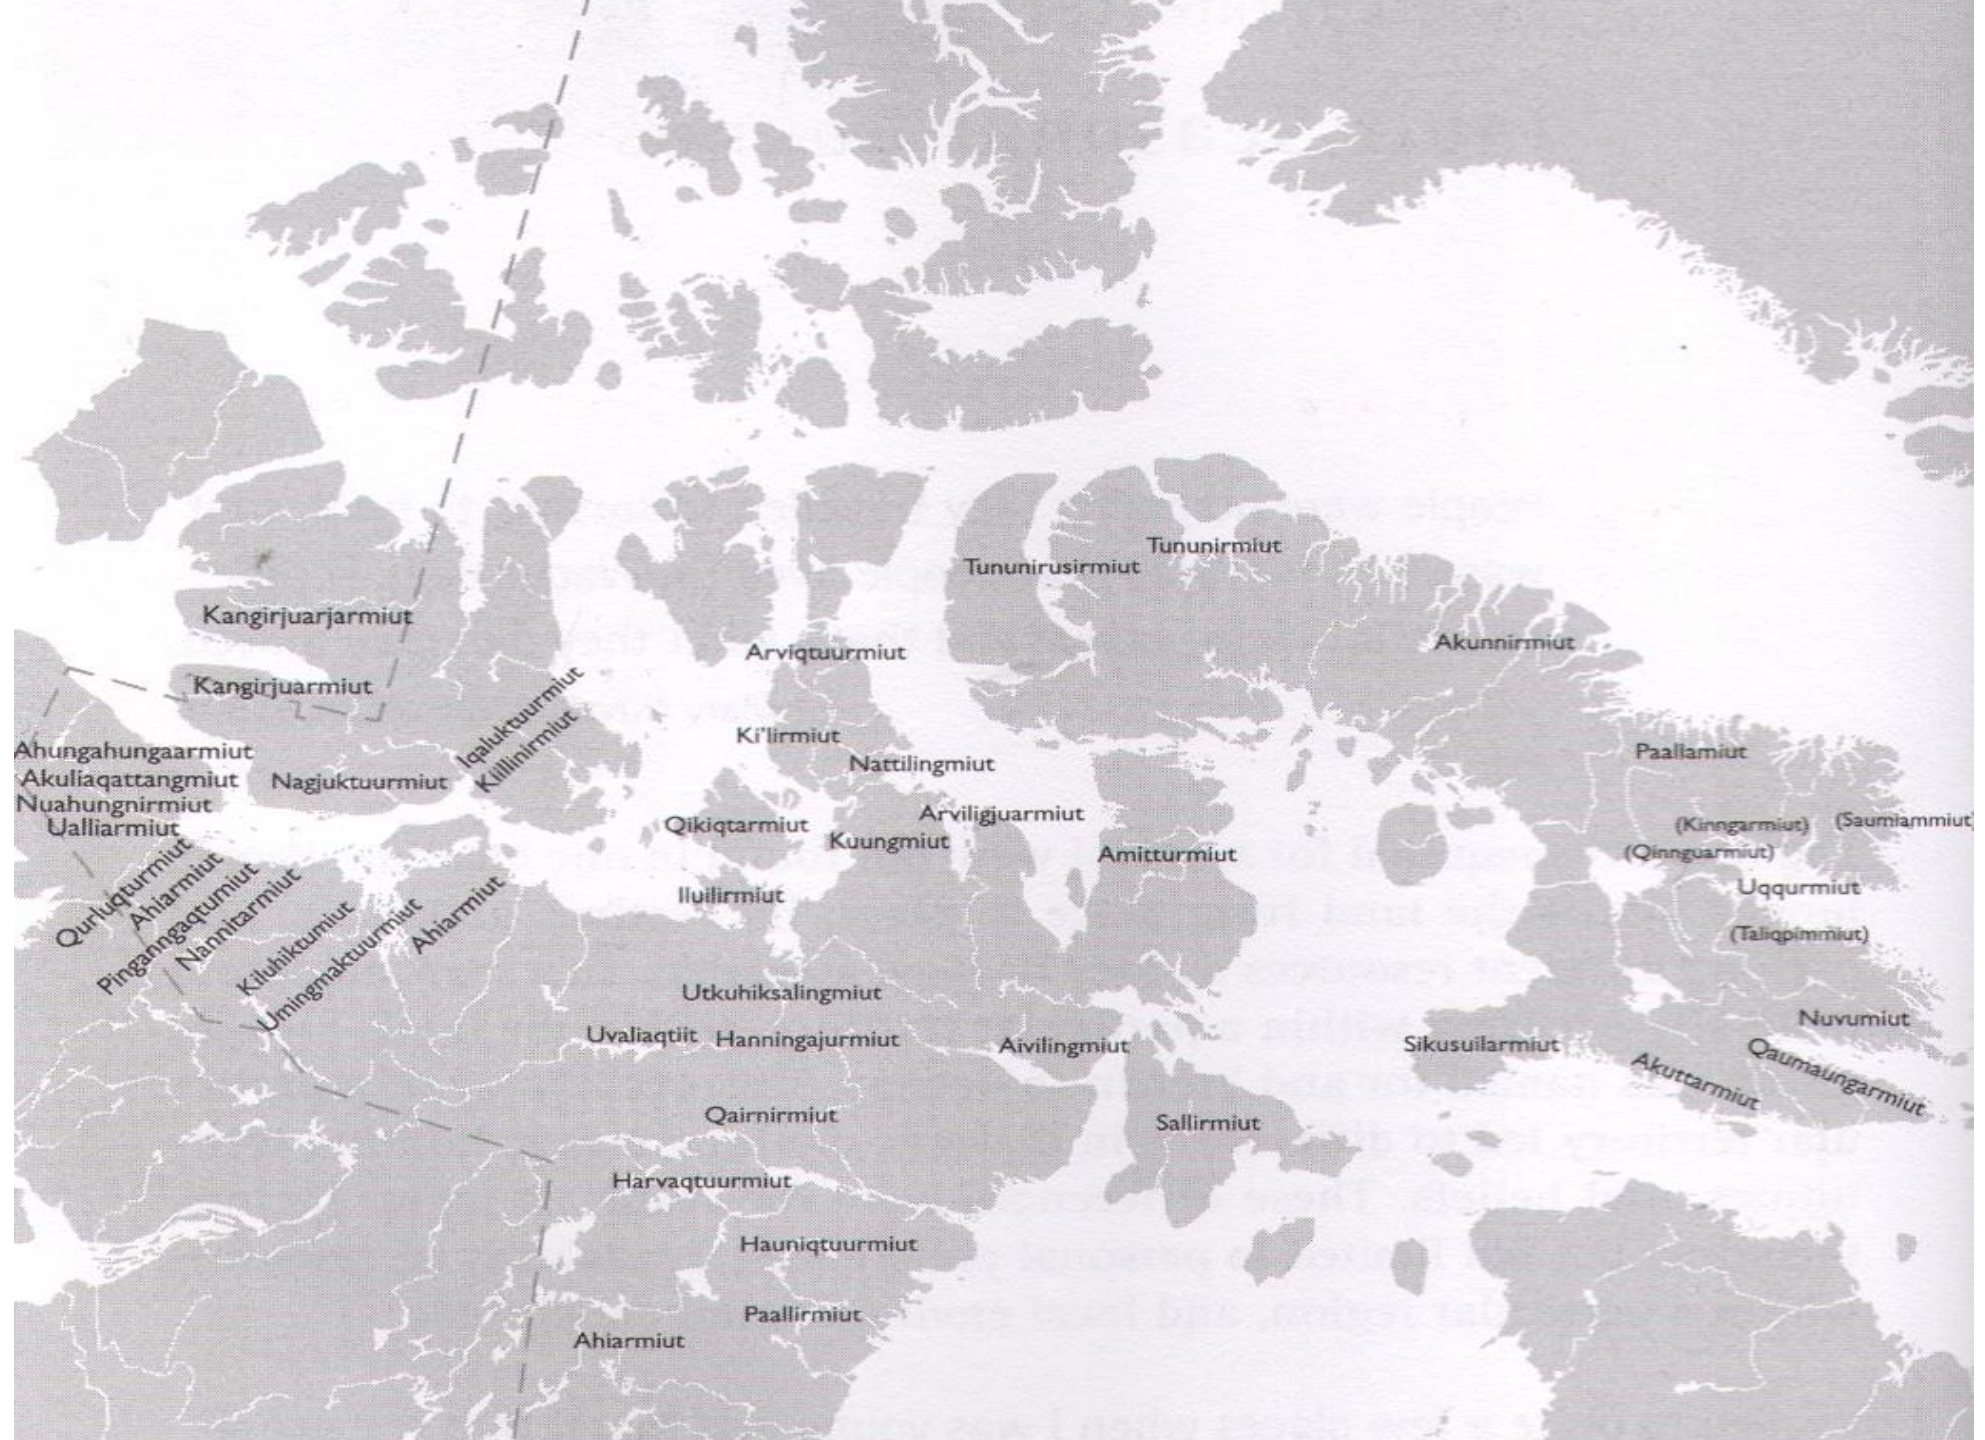 Tununirmiut
Tununirusirmiut
Kangirjuarjarmiut
Akunnirmiut
Arviqtuurmiut
Kangirjuarmiut
Iqaluktuurmiut
Kiillinirmiut
Ki'lirmiut
Ahungahungaarmiut
Paallamiut
Nattilingmiut
Akuliaqattangmiut
Nagjuktuurmiut
Nuahungnirmiut
Arviligjuarmiut
(Saumiammiut)
Ualliarmiut
Qikiqtarmiut
(Kinngarmiut)
Kuungmiut
(Qinnguarmiut)
Amitturmiut
Uqqurmiut
Iluilirmiut
Qurluqturmiut
Ahiarmiut
Pinganngaqturmiut
Nannitarmiut
Kiluhiktumiut
Umingmaktuurmiut
Ahiarmiut
(Taliqpimmiut)
Utkuhiksalingmiut
Nuvumiut
Uvaliaqtiit
Hanningajurmiut
Aivilingmiut
Sikusuilarmiut
Akuttarmiut
Qaumaungarmiut
Qairnirmiut
Sallirmiut
Harvaqtuurmiut
Hauniqtuurmiut
Paallirmiut
Ahiarmiut